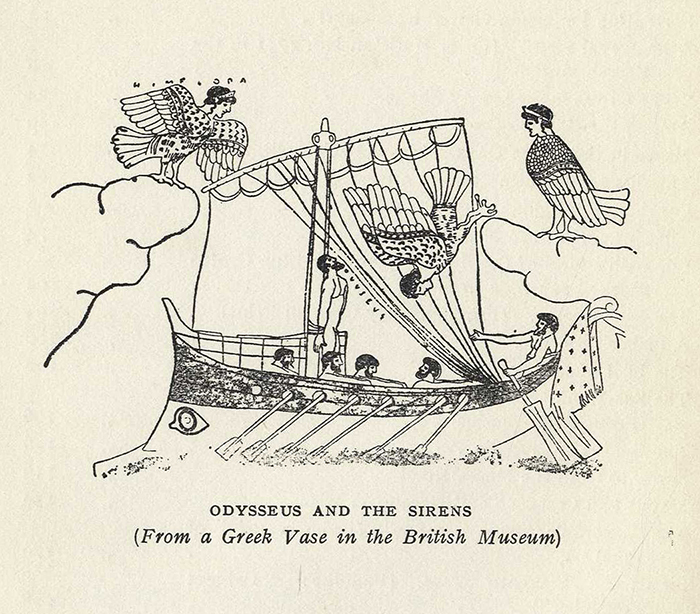 ODYSSEUS AND THE SIRENS
(From a Greek Vase in the British Museum)